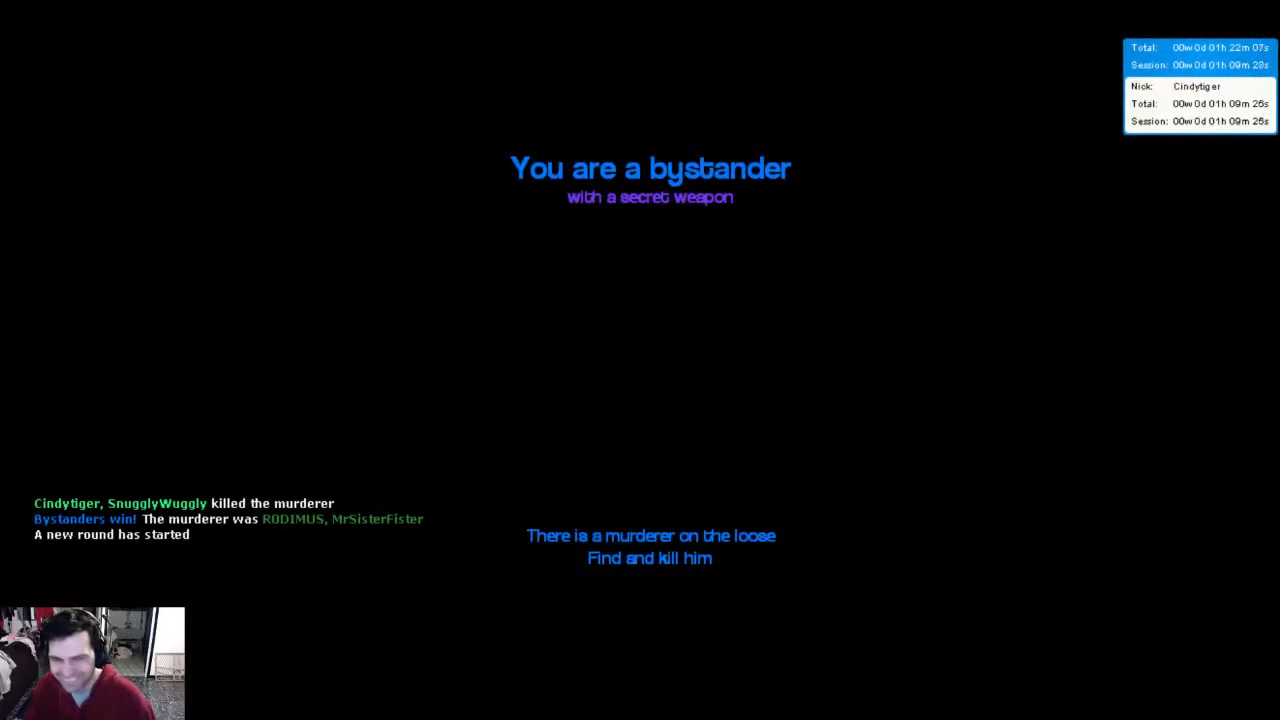 Total: 00w 0d 01h 22m 07s
Session: 00w 0d 01h 09m 28s
Nick: Cindytiger
Total: 00w 0d 01h 09m 26s
Session: 00w 0d 01h 09m 26s
You are a bystander
with a secret weapon
Cindytiger, SnugglyWuggly killed the murderer
Bystanders win! The murderer was RODIMUS, MrSisterFister
A new round has started
There is a murderer on the loose
Find and kill him